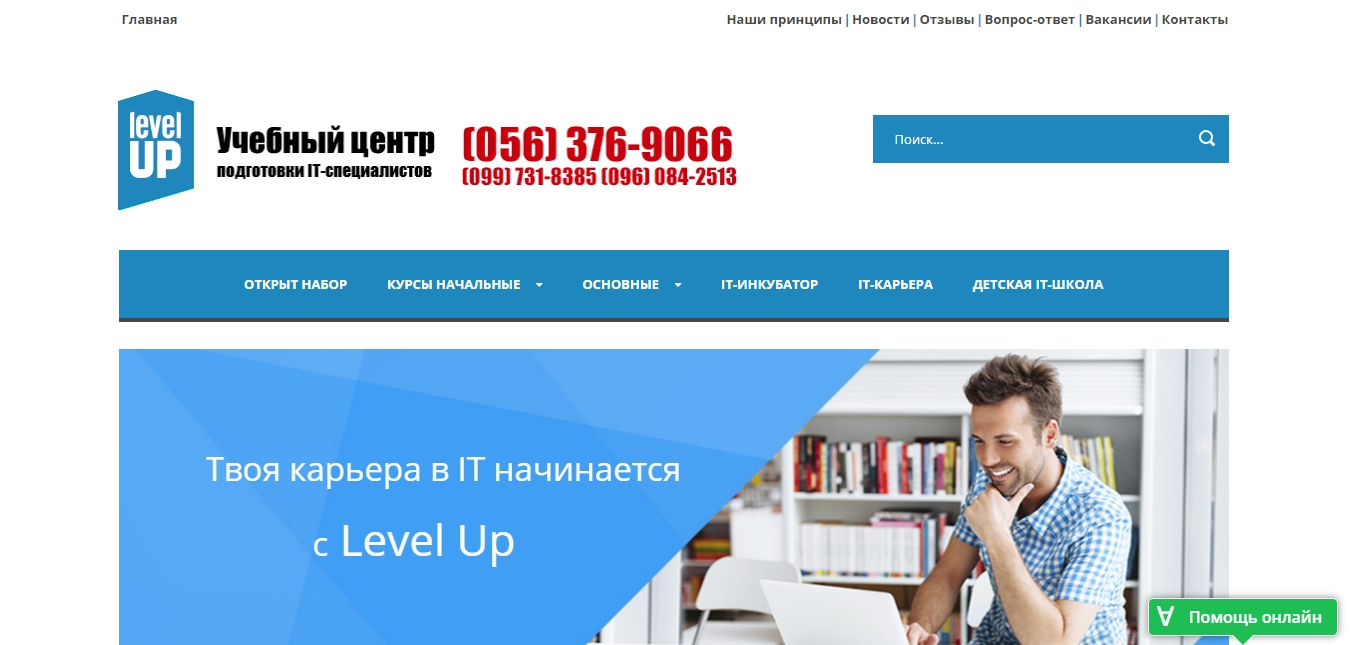 Главная
Наши принципы | Новости | Отзывы | Вопрос-ответ | Вакансии | Контакты
level
UP
Учебный центр
подготовки IT-специалистов
(056) 376-9066
(099) 731-8385 (096) 084-2513
Поиск...
ОТКРЫТ НАБОР КУРСЫ НАЧАЛЬНЫЕ ОСНОВНЫЕ IT-ИНКУБАТОР IT-КАРЬЕРА ДЕТСКАЯ IT-ШКОЛА
Твоя карьера в IT начинается
с Level Up
Помощь онлайн